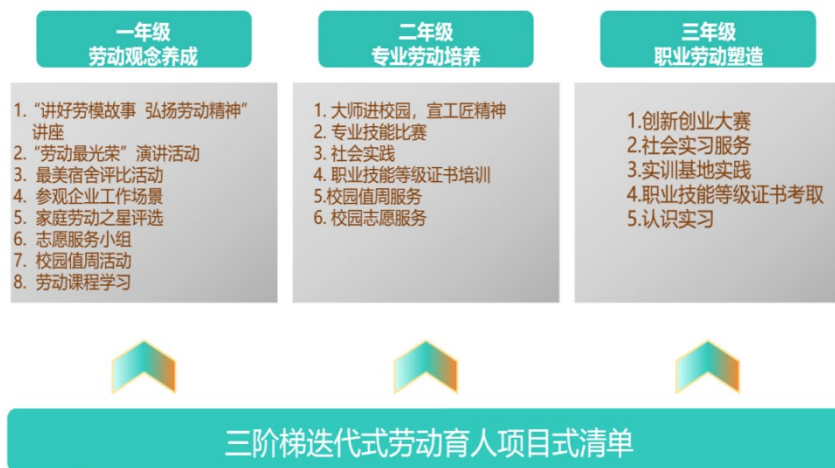 一年级
劳动观念养成
1. “讲好劳模故事 弘扬劳动精神”
讲座
2. “劳动最光荣”演讲活动
3. 最美宿舍评比活动
4. 参观企业工作场景
5. 家庭劳动之星评选
6. 志愿服务小组
7. 校园值周活动
8. 劳动课程学习
二年级
专业劳动培养
1. 大师进校园，宣工匠精神
2. 专业技能比赛
3. 社会实践
4. 职业技能等级证书培训
5.校园值周服务
6. 校园志愿服务
三年级
职业劳动塑造
1.创新创业大赛
2.社会实习服务
3.实训基地实践
4.职业技能等级证书考取
5.认识实习
三阶梯迭代式劳动育人项目式清单